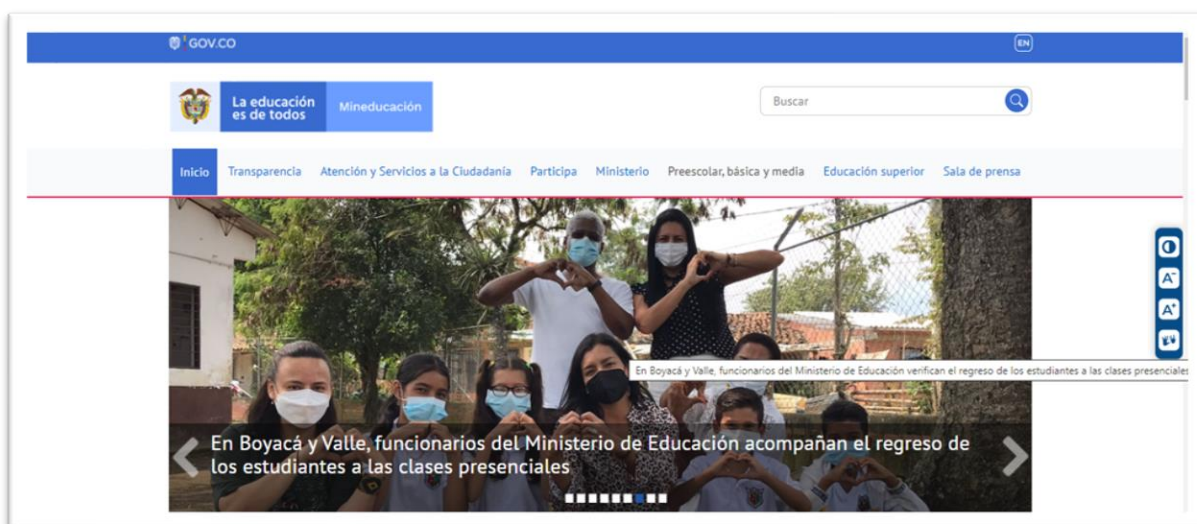 GOV.CO
EN
La educación
es de todos
Mineducación
Buscar
Inicio Transparencia Atención y Servicios a la Ciudadanía Participa Ministerio Preescolar, básica y media Educación superior Sala de prensa
A-
A+
En Boyacá y Valle, funcionarios del Ministerio de Educación verifican el regreso de los estudiantes a las clases presenciales
En Boyacá y Valle, funcionarios del Ministerio de Educación acompañan el regreso de
los estudiantes a las clases presenciales